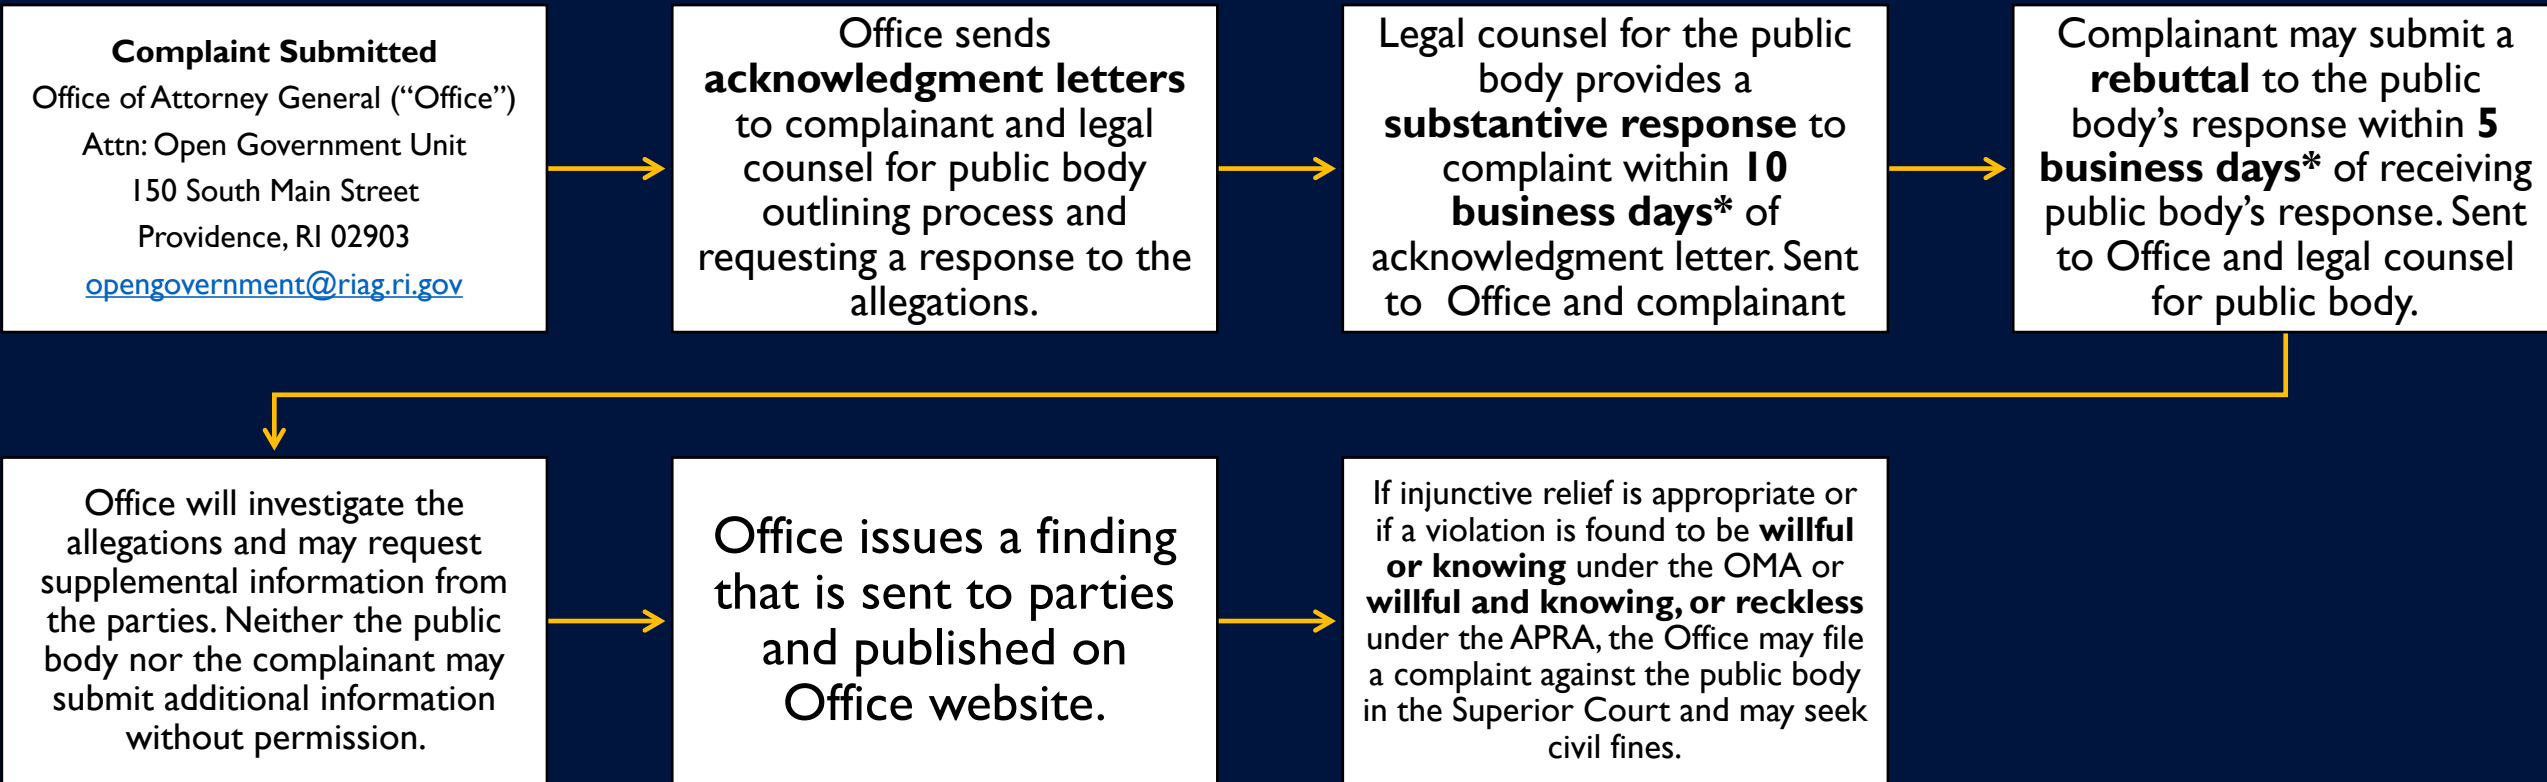 Complaint Submitted
Office of Attorney General (“Office”)
Attn: Open Government Unit
150 South Main Street
Providence, RI 02903
opengovernment@riag.ri.gov
Office sends
acknowledgment letters
to complainant and legal
counsel for public body
outlining process and
requesting a response to the
allegations.
Legal counsel for the public
body provides a
substantive response to
complaint within 10
business days* of
acknowledgment letter. Sent
to Office and complainant
Complainant may submit a
rebuttal to the public
body’s response within 5
business days* of receiving
public body’s response. Sent
to Office and legal counsel
for public body.
Office will investigate the
allegations and may request
supplemental information from
the parties. Neither the public
body nor the complainant may
submit additional information
without permission.
Office issues a finding
that is sent to parties
and published on
Office website.
If injunctive relief is appropriate or
if a violation is found to be willful
or knowing under the OMA or
willful and knowing, or reckless
under the APRA, the Office may file
a complaint against the public body
in the Superior Court and may seek
civil fines.